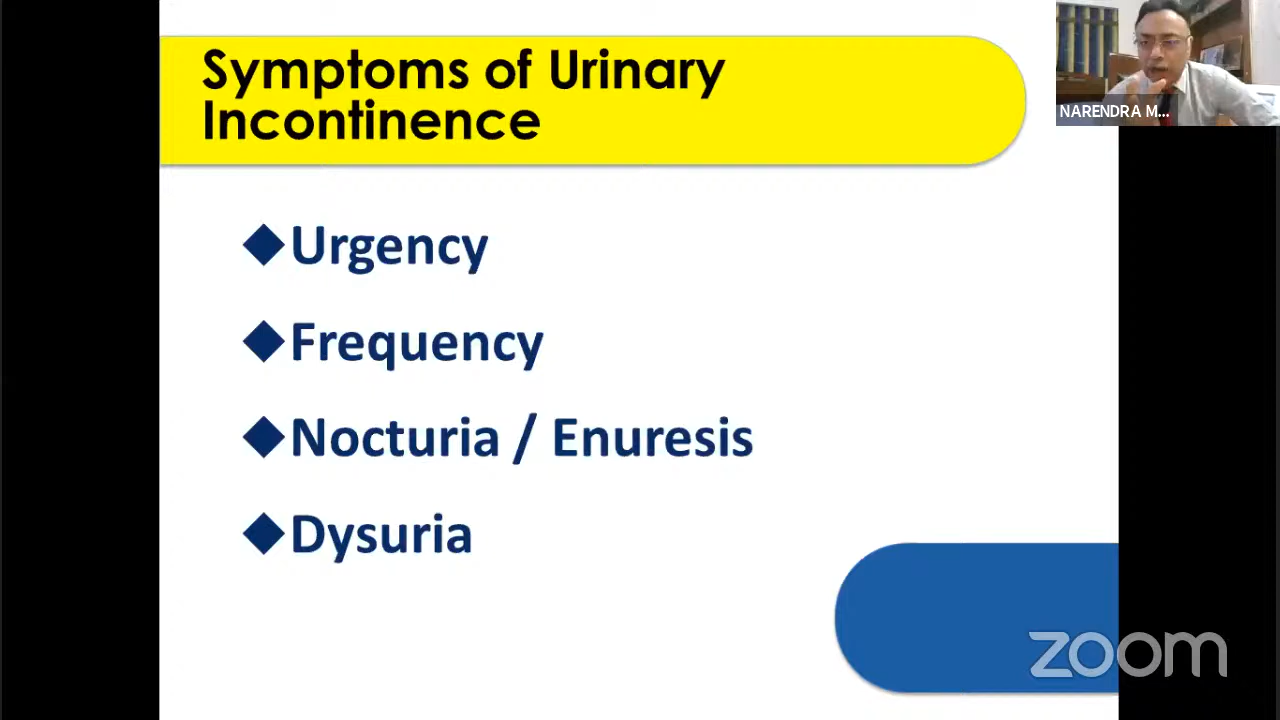 Symptoms of Urinary
Incontinence
Urgency
Frequency
Nocturia / Enuresis
Dysuria
NARENDRA M...
zoom